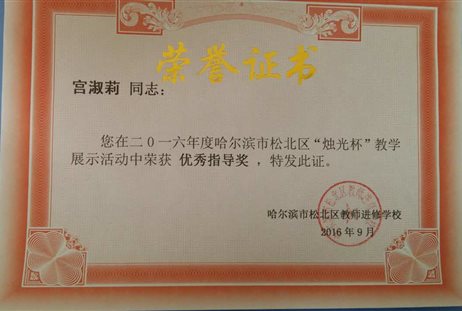 荣誉证书
宫淑莉 同志：
您在二0一六年度哈尔滨市松北区“烛光杯”教学
展示活动中荣获 优秀指导奖，特发此证。
哈尔滨市松北区教师进修学校
2016年9月